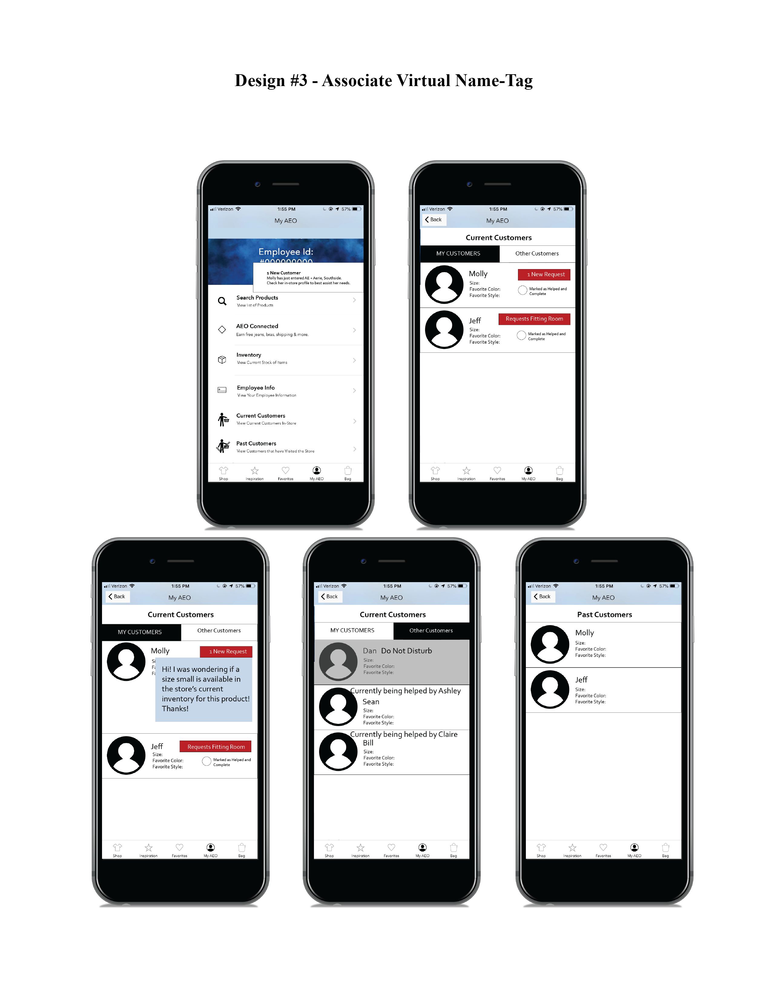 Design #3 - Associate Virtual Name-Tag
Verizon 1:55 PM 57%
My AEO
Employee Id:
#000000000
1 New Customer
Molly has just entered AE + Aerie, Southside.
Check her in-store profile to best assist her needs.
Search Products
View list of Products
AEO Connected
Earn free jeans, bras, shipping & more.
Inventory
View Current Stock of Items
Employee Info
View Your Employee Information
Current Customers
View Current Customers In-Store
Past Customers
View Customers that have Visited the Store
Shop Inspiration Favorites My AEO Bag
Verizon 1:55 PM 57%
Back My AEO
Current Customers
MY CUSTOMERS Other Customers
Molly 1 New Request
Size:
Favorite Color: Marked as Helped and
Favorite Style: Complete
Jeff Requests Fitting Room
Size:
Favorite Color: Marked as Helped and
Favorite Style: Complete
Shop Inspiration Favorites My AEO Bag
Verizon 1:55 PM 57%
Back My AEO
Current Customers
MY CUSTOMERS Other Customers
Molly 1 New Request
Si
Fa
Fa
Hi! I was wondering if a
size small is available in
the store's current
inventory for this product!
Thanks!
Jeff Requests Fitting Room
Size:
Favorite Color: Marked as Helped and
Favorite Style: Complete
Shop Inspiration Favorites My AEO Bag
Verizon 1:55 PM 57%
Back My AEO
Current Customers
MY CUSTOMERS Other Customers
Dan Do Not Disturb
Size:
Favorite Color:
Favorite Style:
Currently being helped by Ashley
Sean
Size:
Favorite Color:
Favorite Style:
Currently being helped by Claire
Bill
Size:
Favorite Color:
Favorite Style:
Shop Inspiration Favorites My AEO Bag
Verizon 1:55 PM 57%
Back My AEO
Past Customers
Molly
Size:
Favorite Color:
Favorite Style:
Jeff
Size:
Favorite Color:
Favorite Style:
Shop Inspiration Favorites My AEO Bag